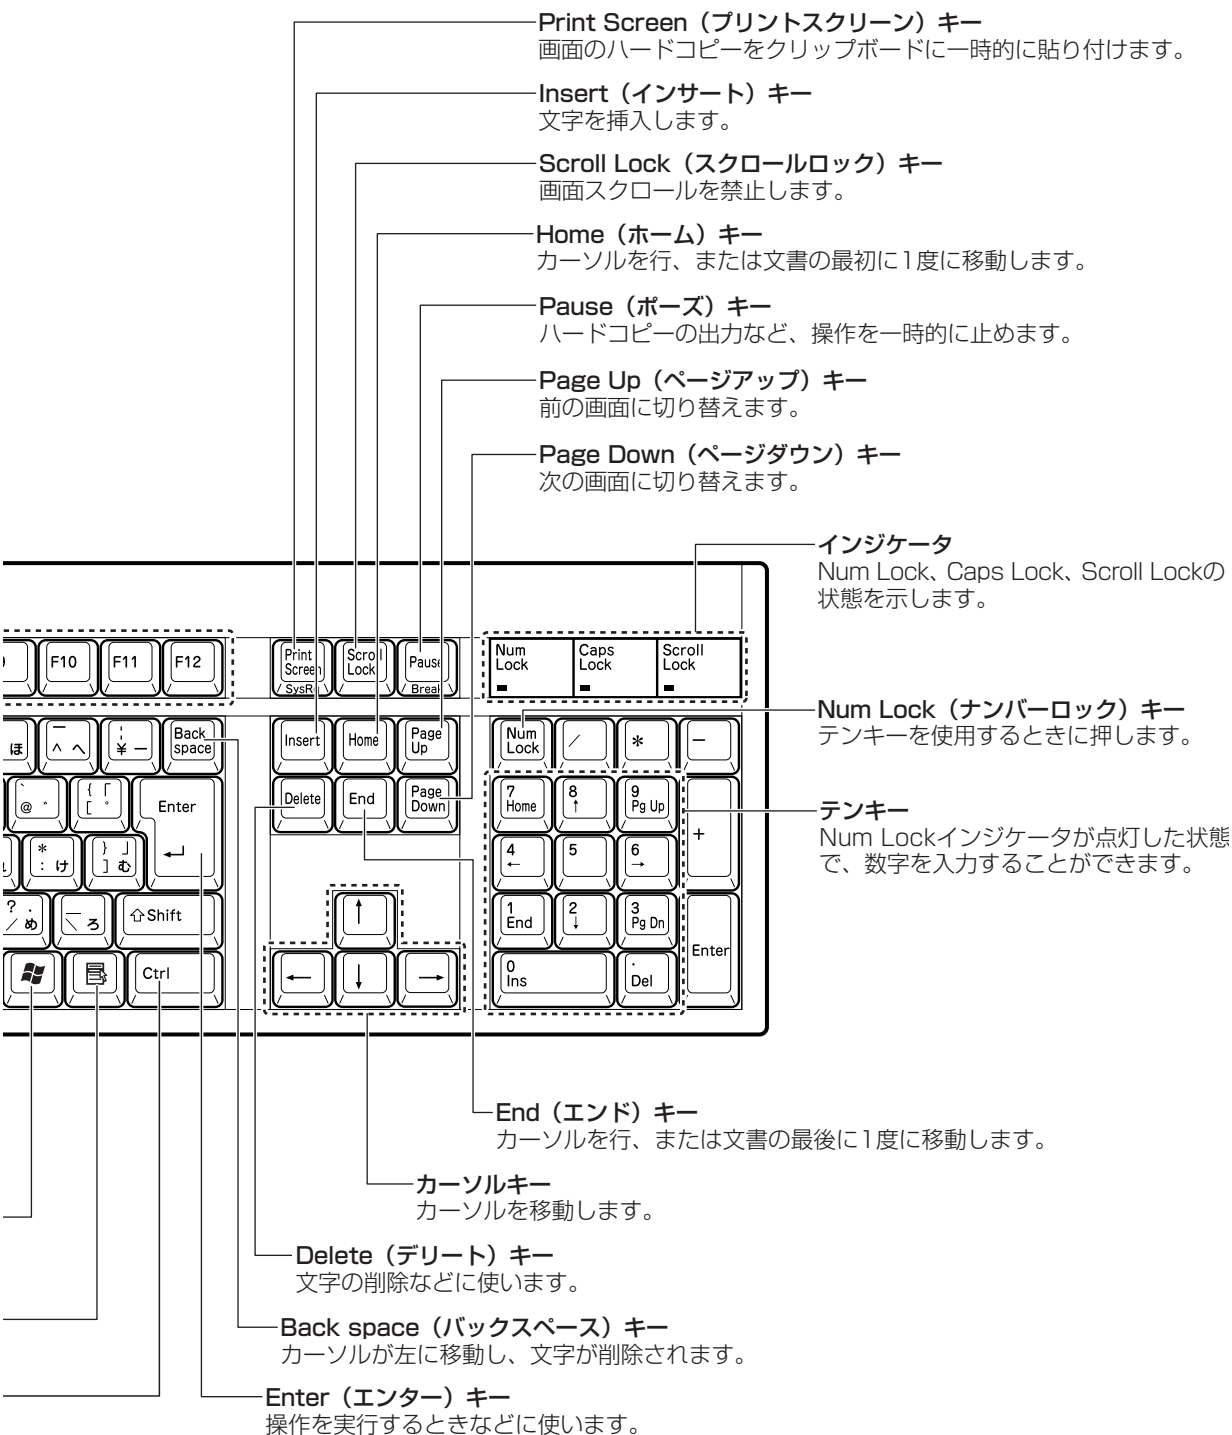 Print Screen（プリントスクリーン）キー
画面のハードコピーをクリップボードに一時的に貼り付けます。
Insert（インサート）キー
文字を挿入します。
Scroll Lock（スクロールロック）キー
画面スクロールを禁止します。
Home（ホーム）キー
カーソルを行、または文書の最初に1度に移動します。
Pause（ポーズ）キー
ハードコピーの出力など、操作を一時的に止めます。
Page Up（ページアップ）キー
前の画面に切り替えます。
Page Down（ページダウン）キー
次の画面に切り替えます。
インジケータ
Num Lock、Caps Lock、Scroll Lockの
状態を示します。
F10 F11 F12
Print Screen SysRq
Scroll Lock
Pause Break
Num Lock
Caps Lock
Scroll Lock
Num Lock（ナンバーロック）キー
テンキーを使用するときに押します。
ほ
￣ ^ へ
¦ ¥ ー
Back space
Insert Home Page Up
Num Lock / * −
` @ ゛
{ 「 [ ゜
Enter
Delete End Page Down
7 Home
8 ↑
9 Pg Up
+
テンキー
Num Lockインジケータが点灯した状態
で、数字を入力することができます。
* : け
} 」 ] む
↵
4 ←
5
6 →
? . / め
_ \ ろ
⇧Shift
↑
1 End
2 ↓
3 Pg Dn
Enter
Ctrl
← ↓ →
0 Ins
. Del
End（エンド）キー
カーソルを行、または文書の最後に1度に移動します。
カーソルキー
カーソルを移動します。
Delete（デリート）キー
文字の削除などに使います。
Back space（バックスペース）キー
カーソルが左に移動し、文字が削除されます。
Enter（エンター）キー
操作を実行するときなどに使います。